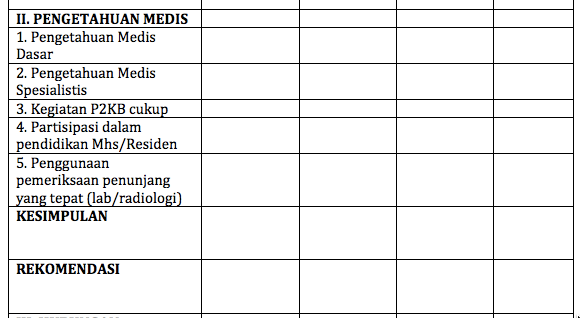 II. PENGETAHUAN MEDIS
1. Pengetahuan Medis
Dasar
2. Pengetahuan Medis
Spesialistis
3. Kegiatan P2KB cukup
4. Partisipasi dalam
pendidikan Mhs/Residen
5. Penggunaan
pemeriksaan penunjang
yang tepat (lab/radiologi)
KESIMPULAN
REKOMENDASI